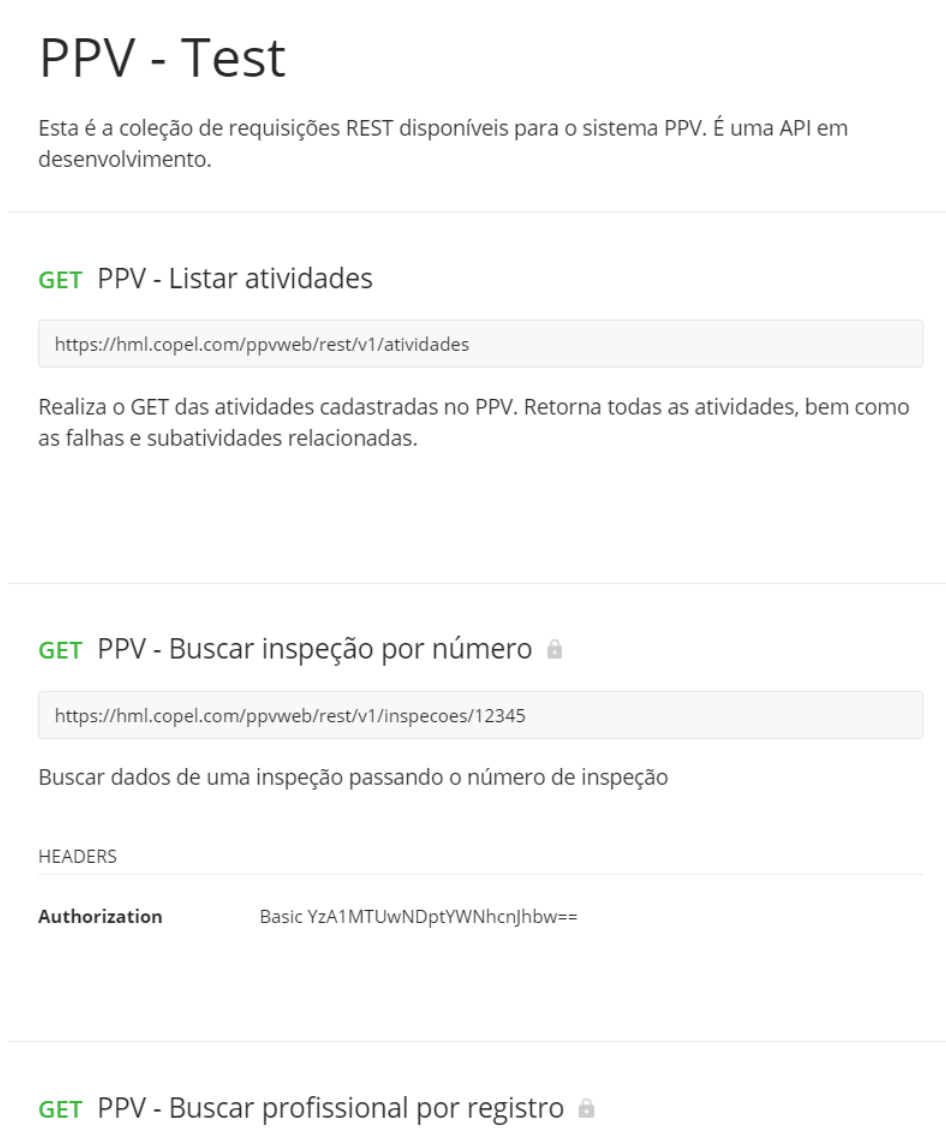 PPV - Test
Esta é a coleção de requisições REST disponíveis para o sistema PPV. É uma API em
desenvolvimento.
GET PPV - Listar atividades
https://hml.copel.com/ppvweb/rest/v1/atividades
Realiza o GET das atividades cadastradas no PPV. Retorna todas as atividades, bem como
as falhas e subatividades relacionadas.
GET PPV - Buscar inspeção por número
https://hml.copel.com/ppvweb/rest/v1/inspecoes/12345
Buscar dados de uma inspeção passando o número de inspeção
HEADERS
Authorization Basic YzA1MTUwNDptYWNhcnJhbw==
GET PPV - Buscar profissional por registro